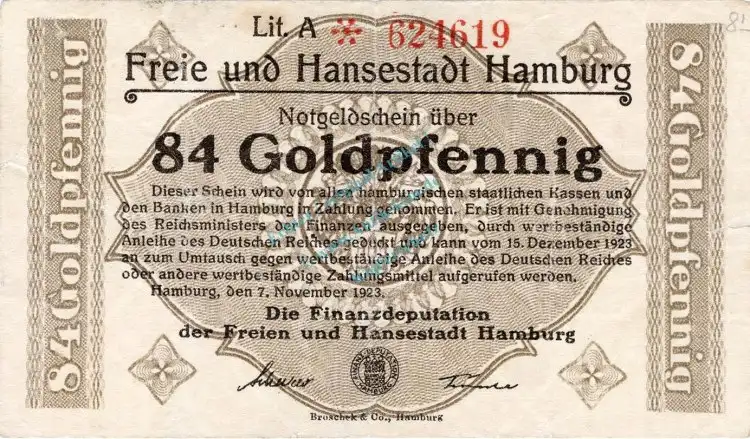 Lit. A * 624619
Freie und Hansestadt Hamburg
Notgeldschein über
84 Goldpfennig
Dieser Schein wird von allen hamburgischen staatlichen Kassen und
den Banken in Hamburg in Zahlung genommen. Er ist mit Genehmigung
des Reichsministers der Finanzen ausgegeben, durch wertbeständige
Anleihe des Deutschen Reiches gedeckt und kann vom 15. Dezember 1923
an zum Umtausch gegen wertbeständige Anleihe des Deutschen Reiches
oder andere wertbeständige Zahlungsmittel aufgerufen werden.
Hamburg, den 7. November 1923.
Die Finanzdeputation
der Freien und Hansestadt Hamburg
Broschek & Co., Hamburg
84 Goldpfennig
84 Goldpfennig